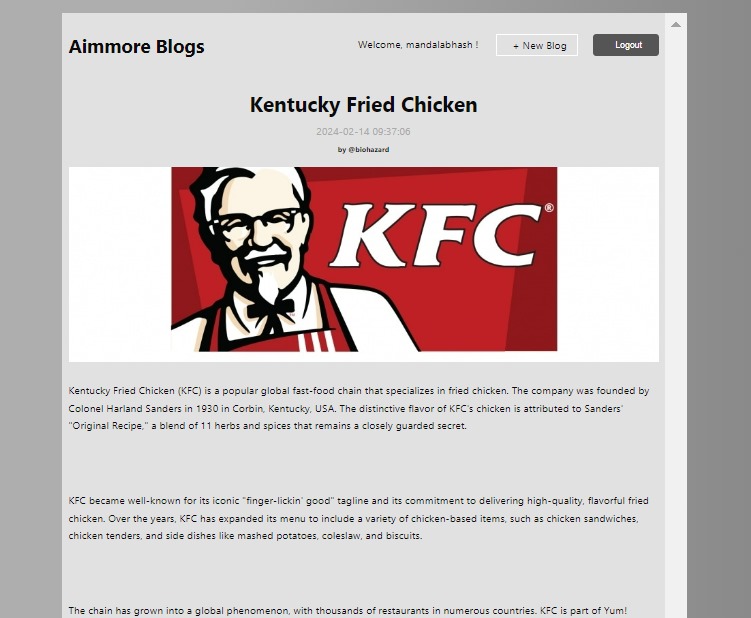 Aimmore Blogs
Welcome, mandalabhash !
+ New Blog
Logout
Kentucky Fried Chicken
2024-02-14 09:37:06
by @biohazard
KFC®
Kentucky Fried Chicken (KFC) is a popular global fast-food chain that specializes in fried chicken. The company was founded by
Colonel Harland Sanders in 1930 in Corbin, Kentucky, USA. The distinctive flavor of KFC's chicken is attributed to Sanders'
"Original Recipe," a blend of 11 herbs and spices that remains a closely guarded secret.
KFC became well-known for its iconic "finger-lickin' good" tagline and its commitment to delivering high-quality, flavorful fried
chicken. Over the years, KFC has expanded its menu to include a variety of chicken-based items, such as chicken sandwiches,
chicken tenders, and side dishes like mashed potatoes, coleslaw, and biscuits.
The chain has grown into a global phenomenon, with thousands of restaurants in numerous countries. KFC is part of Yum!